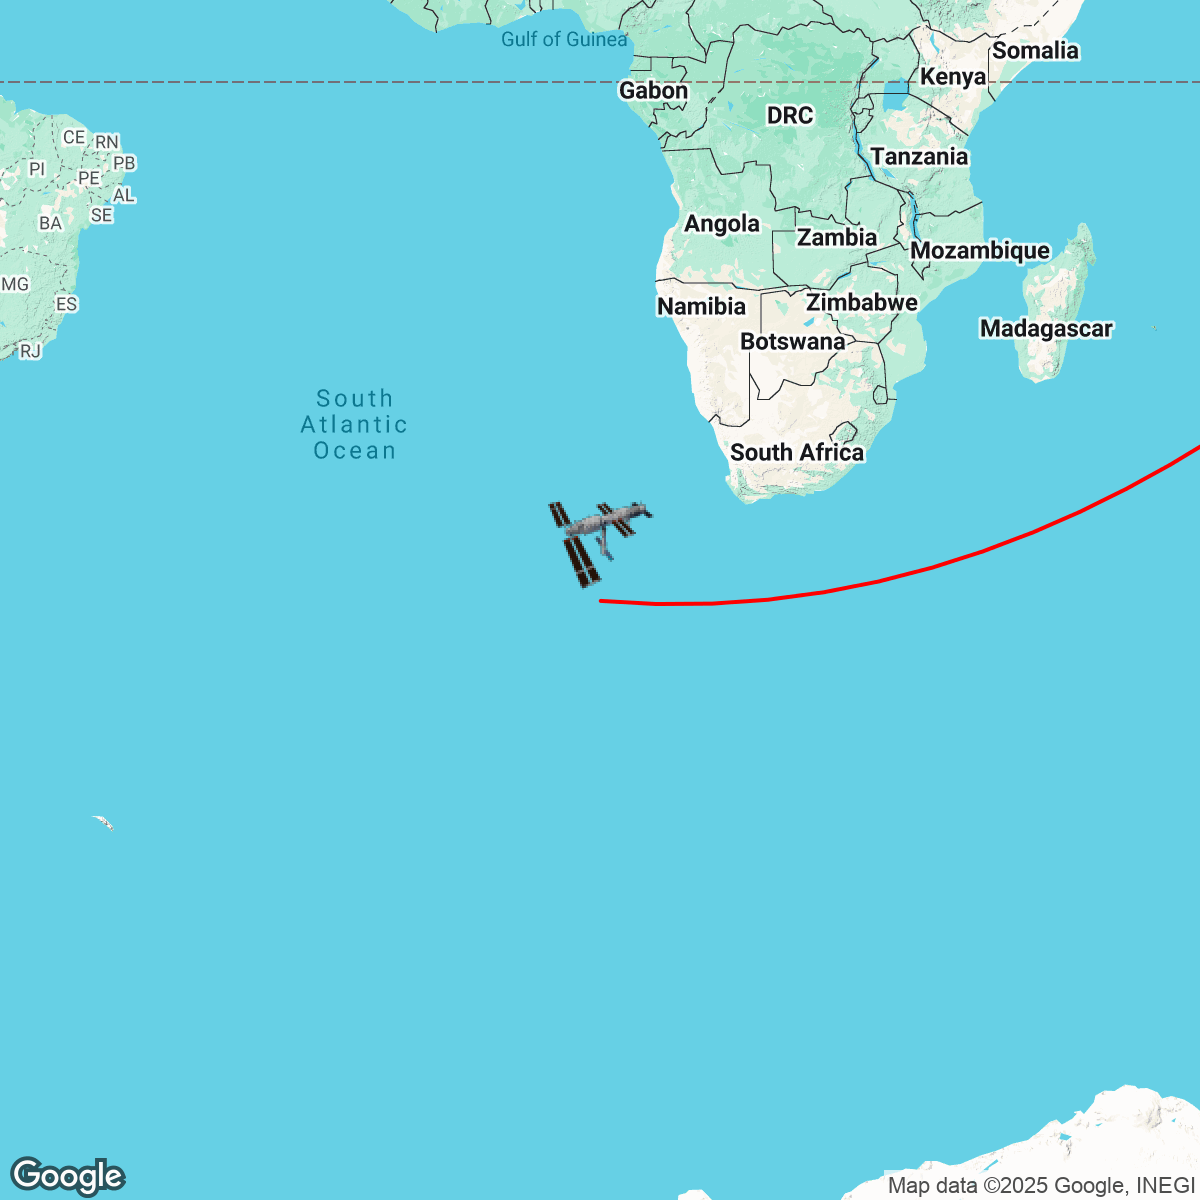 Gulf of Guinea
Somalia
Kenya
Gabon
DRC
CE
RN
PB
PI
PE
AL
SE
BA
Tanzania
Angola
Zambia
Mozambique
MG
ES
RJ
Namibia
Zimbabwe
Botswana
Madagascar
South
Atlantic
Ocean
South Africa
Google
Map data ©2025 Google, INEGI